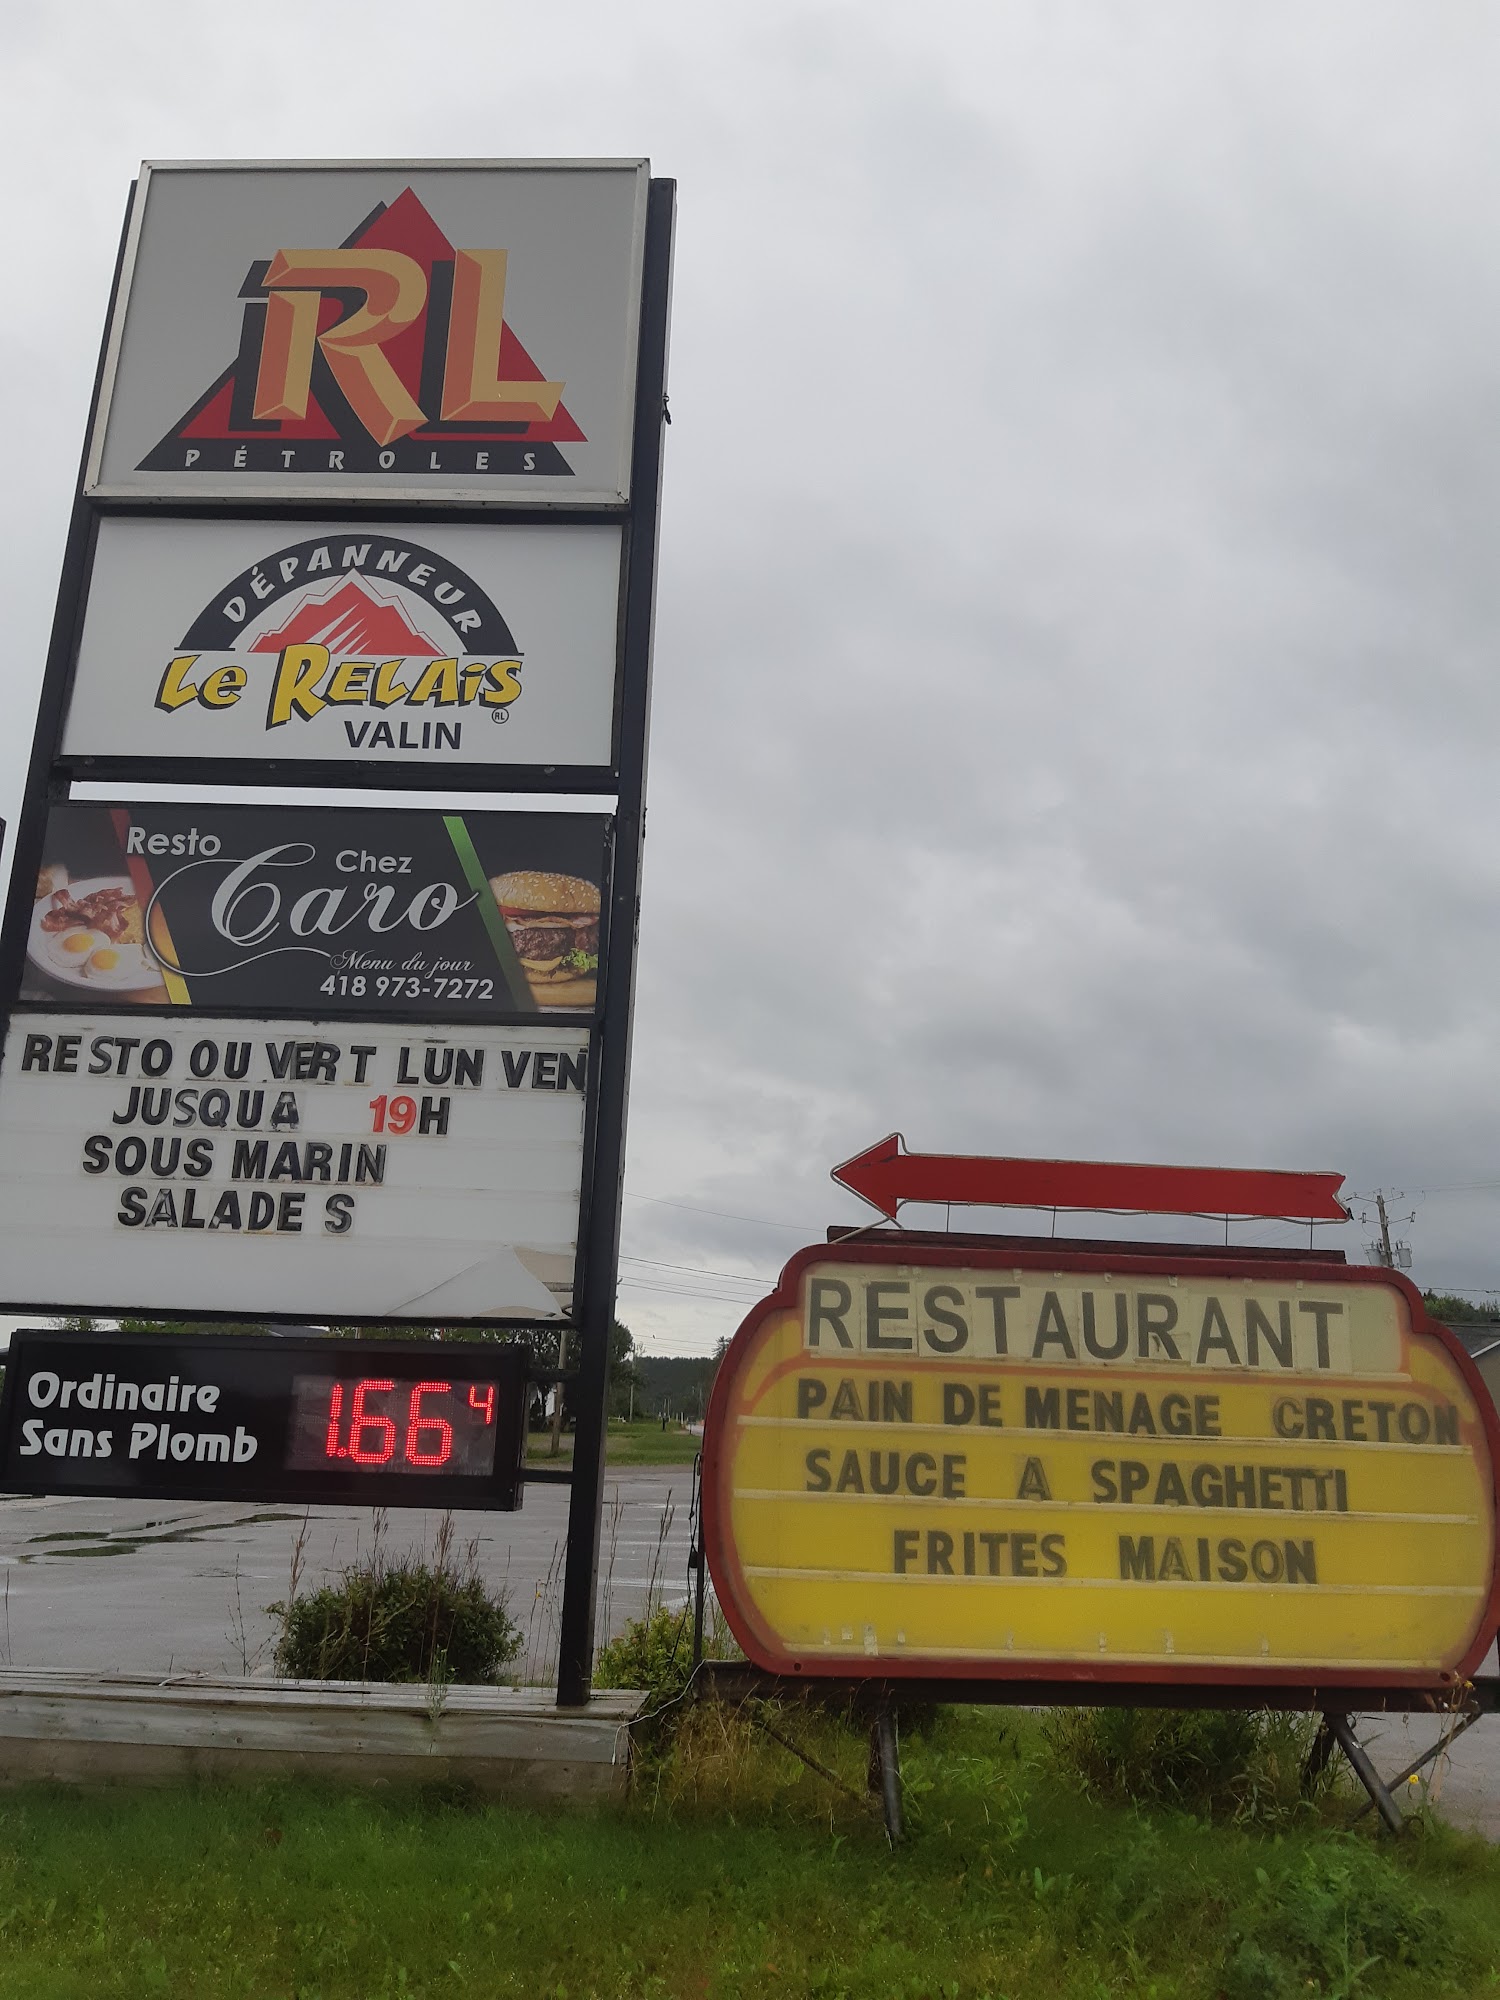 RL
PÉTROLES
DÉPANNEUR
Le RELAiS
RL
VALIN
Resto
Chez
Caro
Menu du jour
418 973-7272
RESTO OUVERT LUN VEN
JUSQUA 19H
SOUS MARIN
SALADE S
Ordinaire
Sans Plomb
1.66 4
RESTAURANT
PAIN DE MENAGE CRETON
SAUCE A SPAGHETTI
FRITES MAISON